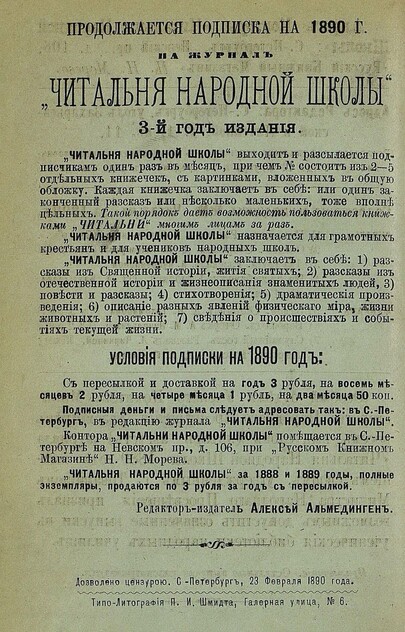 ПРОДОЛЖАЕТСЯ ПОДПИСКА НА 1890 Г.
НА ЖУРНАЛЪ
„ЧИТАЛЬНЯ НАРОДНОЙ ШКОЛЫ“
3-Й ГОДЪ ИЗДАНІЯ.
„ЧИТАЛЬНЯ НАРОДНОЙ ШКОЛЫ“ выходитъ и разсылается под-
писчикамъ одинъ разъ въ мѣсяцъ, при чемъ № состоитъ изъ 2—5
отдѣльныхъ книжечекъ, съ картинками, вложенныхъ въ общую
обложку. Каждая книжечка заключаетъ въ себѣ: или одинъ за-
конченный разсказъ или нѣсколько маленькихъ, тоже вполнѣ
цѣльныхъ. Такой порядокъ даетъ возможность пользоваться книж-
ками „ЧИТАЛЬНИ“ многимъ лицамъ за разъ.
„ЧИТАЛЬНЯ НАРОДНОЙ ШКОЛЫ“ назначается для грамотныхъ
крестьянъ и для учениковъ народныхъ школъ.
„ЧИТАЛЬНЯ НАРОДНОЙ ШКОЛЫ“ заключаетъ въ себѣ: 1) раз-
сказы изъ Священной исторіи, житія святыхъ; 2) разсказы изъ
отечественной исторіи и жизнеописанія знаменитыхъ людей, 3)
повѣсти и разсказы; 4) стихотворенія; 5) драматическія произ-
веденія; 6) описаніе разныхъ явленій физическаго міра, жизни
животныхъ и растеній; 7) свѣдѣнія о происшествіяхъ и собы-
тіяхъ текущей жизни.
УСЛОВІЯ ПОДПИСКИ НА 1890 ГОДЪ:
Съ пересылкой и доставкой на годъ 3 рубля, на восемь мѣ-
сяцевъ 2 рубля, на четыре мѣсяца 1 рубль, на два мѣсяца 50 коп.
Подписныя деньги и письма слѣдуетъ адресовать такъ: въ С.-Пе-
тербургъ, въ редакцію журнала „ЧИТАЛЬНЯ НАРОДНОЙ ШКОЛЫ“.
Контора „ЧИТАЛЬНИ НАРОДНОЙ ШКОЛЫ“ помѣщается въ С.-Пе-
тербургѣ на Невскомъ пр., д. 106, при „Русскомъ Книжномъ
Магазинѣ“ Н. Н. Морева.
„ЧИТАЛЬНЯ НАРОДНОЙ ШКОЛЫ“ за 1888 и 1889 годы, полные
экземпляры, продаются по 3 рубля за годъ съ пересылкой.
Редакторъ-издатель АЛЕКСѢЙ АЛЬМЕДИНГЕНЪ.
Дозволено цензурою. С.-Петербургъ, 23 Февраля 1890 года.
Типо-Литографія П. И. Шмидта, Галерная улица, № 6.